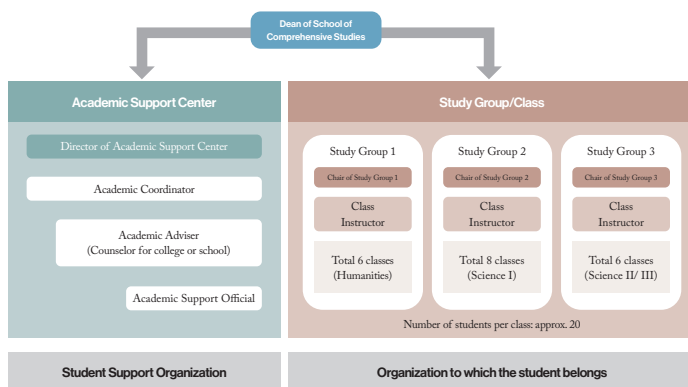 Dean of School of
Comprehensive Studies
Academic Support Center
Director of Academic Support Center
Academic Coordinator
Academic Adviser
(Counselor for college or school)
Academic Support Official
Study Group/Class
Study Group 1
Chair of Study Group 1
Class
Instructor
Total 6 classes
(Humanities)
Study Group 2
Chair of Study Group 2
Class
Instructor
Total 8 classes
(Science I)
Study Group 3
Chair of Study Group 3
Class
Instructor
Total 6 classes
(Science II/ III)
Number of students per class: approx. 20
Student Support Organization
Organization to which the student belongs